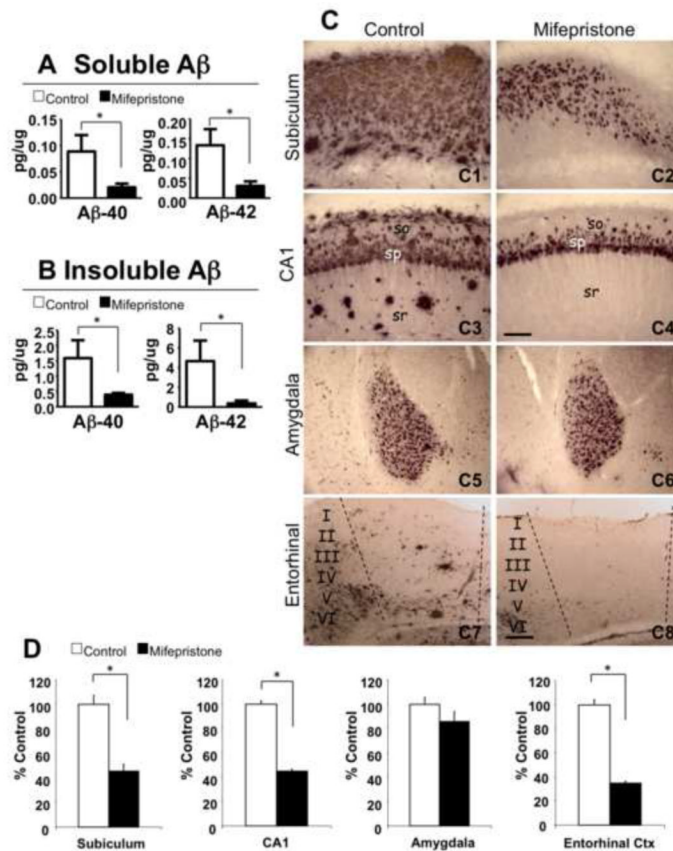 C
Control Mifepristone
A Soluble Aβ
Control Mifepristone
pg/ug
0.15
0.10
0.05
0.00
*
Aβ-40
pg/ug
0.20
0.15
0.10
0.05
0.00
*
Aβ-42
B Insoluble Aβ
Control Mifepristone
pg/ug
2.5
2.0
1.5
1.0
0.5
0.0
*
Aβ-40
pg/ug
8
6
4
2
0
*
Aβ-42
Subiculum
C1
C2
CA1
so
sp
sr
C3
so
sp
sr
C4
Amygdala
C5
C6
Entorhinal
I
II
III
IV
V
VI
C7
I
II
III
IV
V
VI
C8
D
Control Mifepristone
% Control
120
100
80
60
40
20
0
*
Subiculum
% Control
120
100
80
60
40
20
0
*
CA1
% Control
120
100
80
60
40
20
0
Amygdala
% Control
120
100
80
60
40
20
0
*
Entorhinal Ctx